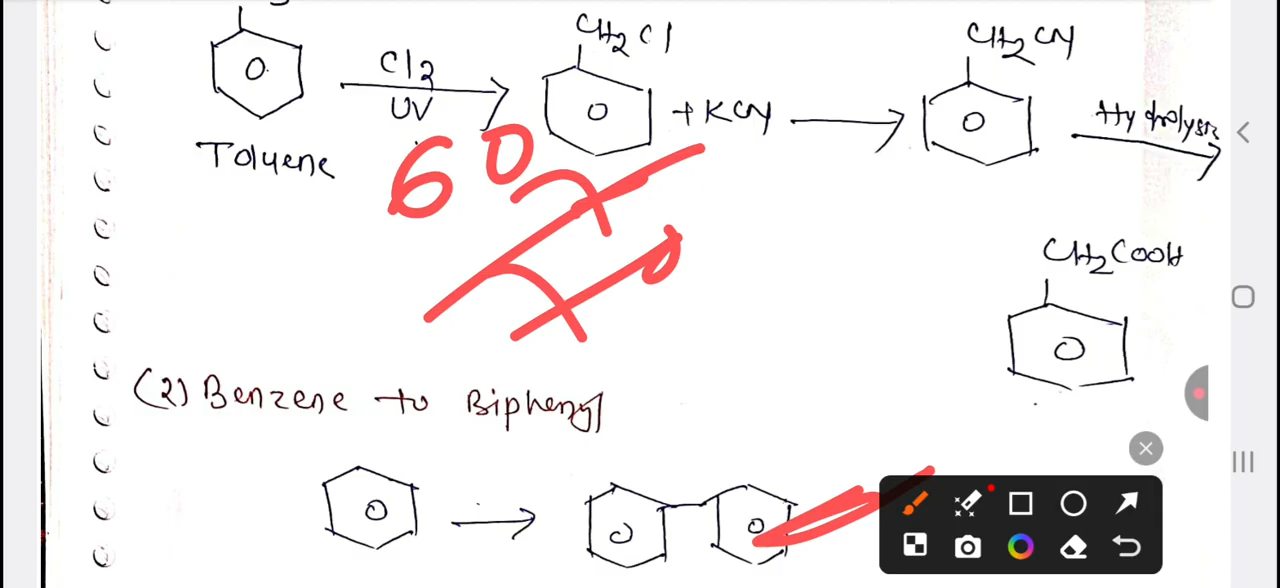 CH2Cl
CH2CN
Cl2
UV
+ KCN
Hydrolysis
Toluene
60
CH2COOH
(2) Benzene to Biphenyl